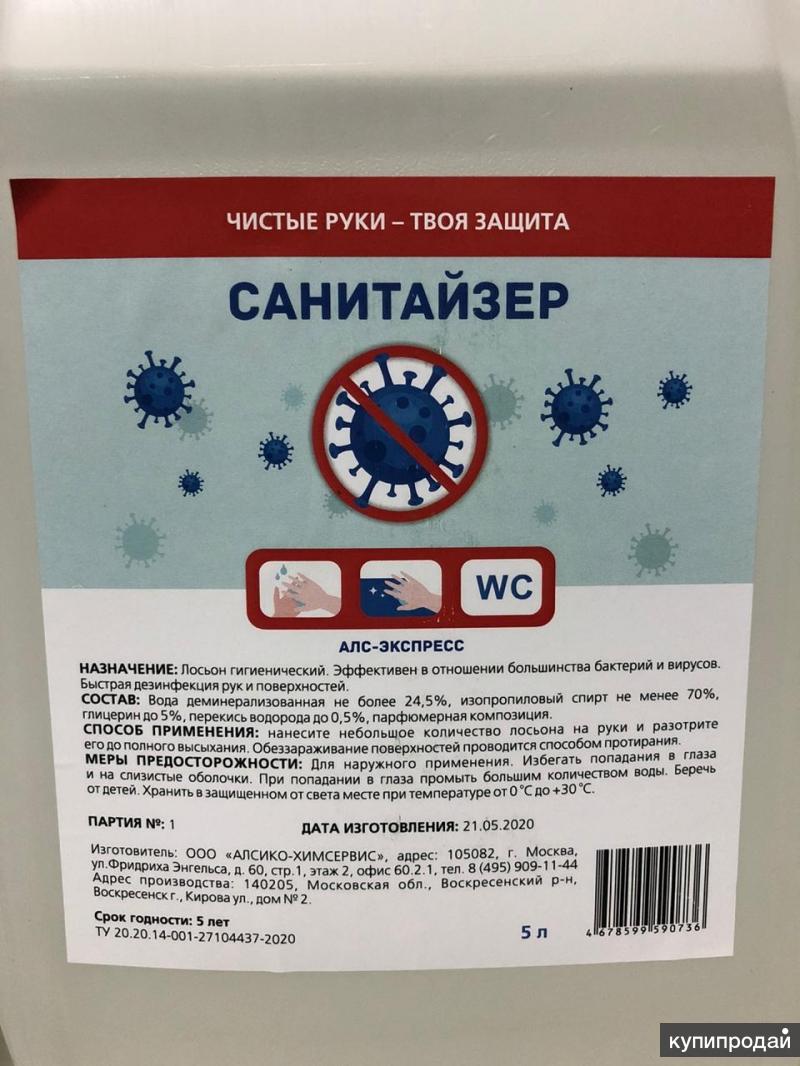 ЧИСТЫЕ РУКИ – ТВОЯ ЗАЩИТА
САНИТАЙЗЕР
WC
АЛС-ЭКСПРЕСС
НАЗНАЧЕНИЕ: Лосьон гигиенический. Эффективен в отношении большинства бактерий и вирусов.
Быстрая дезинфекция рук и поверхностей.
СОСТАВ: Вода деминерализованная не более 24,5%, изопропиловый спирт не менее 70%,
глицерин до 5%, перекись водорода до 0,5%, парфюмерная композиция.
СПОСОБ ПРИМЕНЕНИЯ: нанесите небольшое количество лосьона на руки и разотрите
его до полного высыхания. Обеззараживание поверхностей проводится способом протирания.
МЕРЫ ПРЕДОСТОРОЖНОСТИ: Для наружного применения. Избегать попадания в глаза
и на слизистые оболочки. При попадании в глаза промыть большим количеством воды. Беречь
от детей. Хранить в защищенном от света месте при температуре от 0 °С до +30 °С.
ПАРТИЯ №: 1 ДАТА ИЗГОТОВЛЕНИЯ: 21.05.2020
Изготовитель: ООО «АЛСИКО-ХИМСЕРВИС», адрес: 105082, г. Москва,
ул.Фридриха Энгельса, д. 60, стр.1, этаж 2, офис 60.2.1, тел. 8 (495) 909-11-44
Адрес производства: 140205, Московская обл., Воскресенский р-н,
Воскресенск г., Кирова ул., дом № 2.
Срок годности: 5 лет
ТУ 20.20.14-001-27104437-2020
5 л
4 678599 590736
купипродай